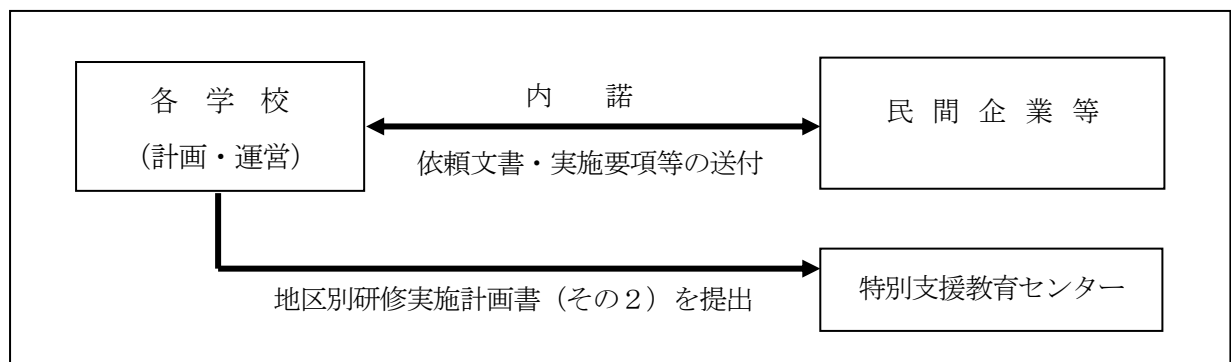 各 学 校
(計画・運営)
内 諾
依頼文書・実施要項等の送付
民 間 企 業 等
地区別研修実施計画書(その2)を提出
特別支援教育センター